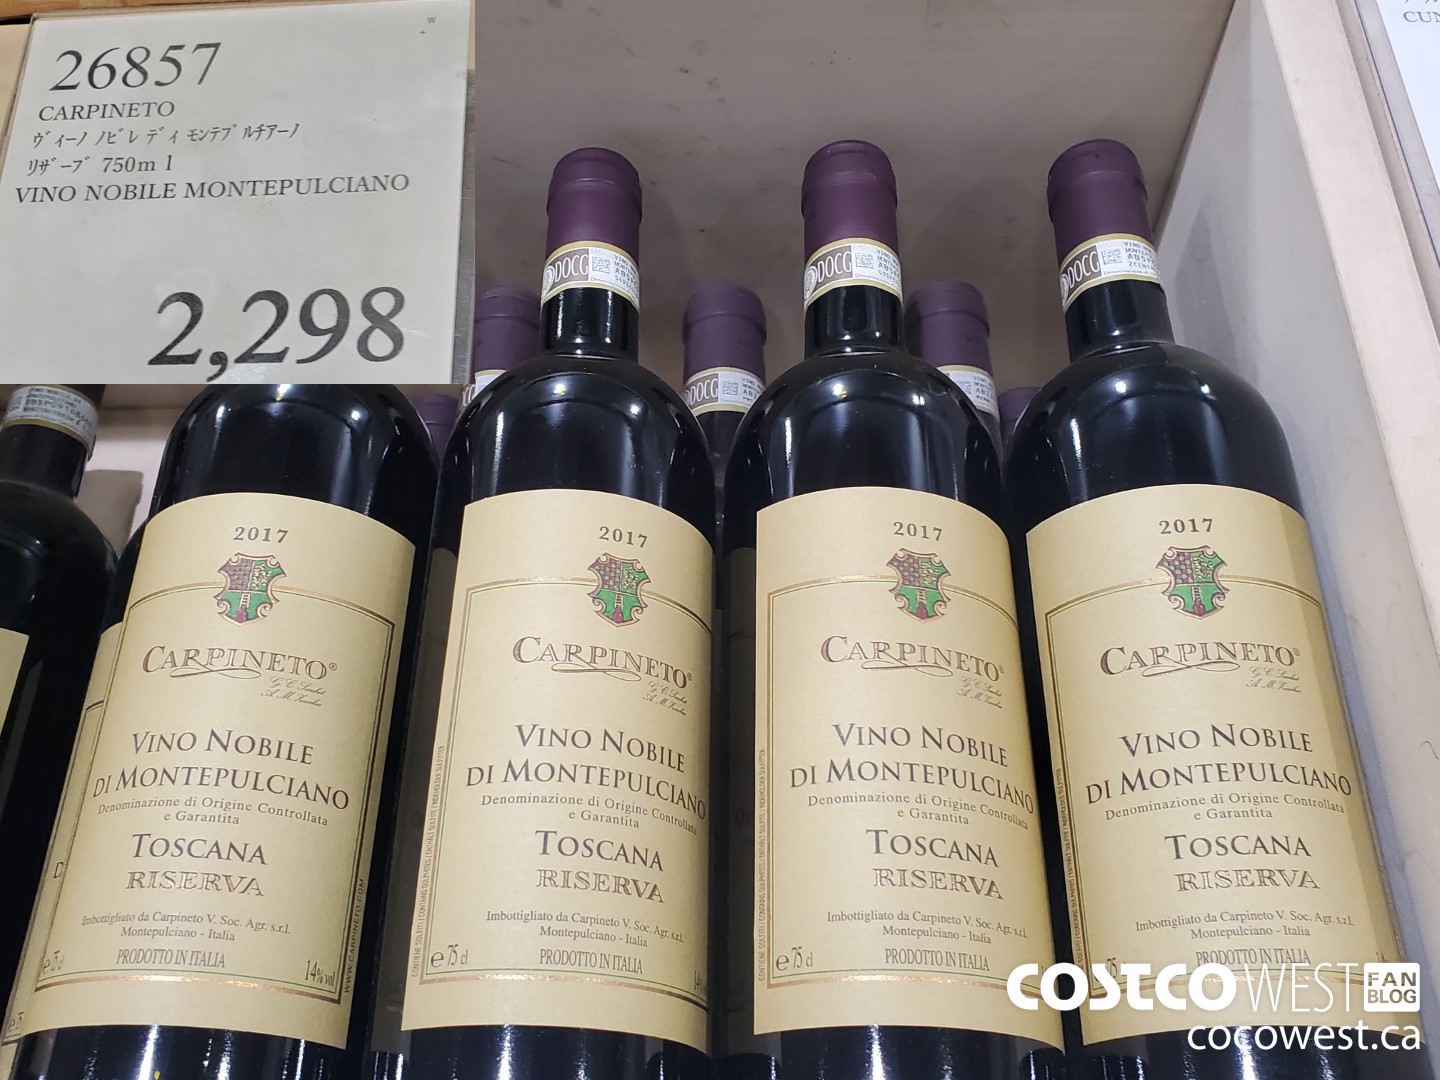 26857
CARPINETO
ヴィーノ ノビレ ディ モンテプルチアーノ
リザーブ 750m l
VINO NOBILE MONTEPULCIANO
2,298
DOCG
DOCG
DOCG
DOCG
2017
CARPINETO®
VINO NOBILE
DI MONTEPULCIANO
Denominazione di Origine Controllata
e Garantita
TOSCANA
RISERVA
Imbottigliato da Carpineto V. Soc. Agr. s.r.l.
Montepulciano - Italia
PRODOTTO IN ITALIA
14% vol
WWW.CARPINETO.COM
2017
CARPINETO®
VINO NOBILE
DI MONTEPULCIANO
Denominazione di Origine Controllata
e Garantita
TOSCANA
RISERVA
Imbottigliato da Carpineto V. Soc. Agr. s.r.l.
Montepulciano - Italia
e 75 cl
PRODOTTO IN ITALIA
14%
2017
CARPINETO®
VINO NOBILE
DI MONTEPULCIANO
Denominazione di Origine Controllata
e Garantita
TOSCANA
RISERVA
Imbottigliato da Carpineto V. Soc. Agr. s.r.l.
Montepulciano - Italia
e 75 cl
PRODOTTO IN ITALIA
2017
CARPINETO®
VINO NOBILE
DI MONTEPULCIANO
Denominazione di Origine Controllata
e Garantita
TOSCANA
RISERVA
Imbottigliato da Carpineto V. Soc. Agr. s.r.l.
Montepulciano - Italia
PRODOTTO IN ITALIA
COSTCO WEST FAN BLOG
cocowest.ca